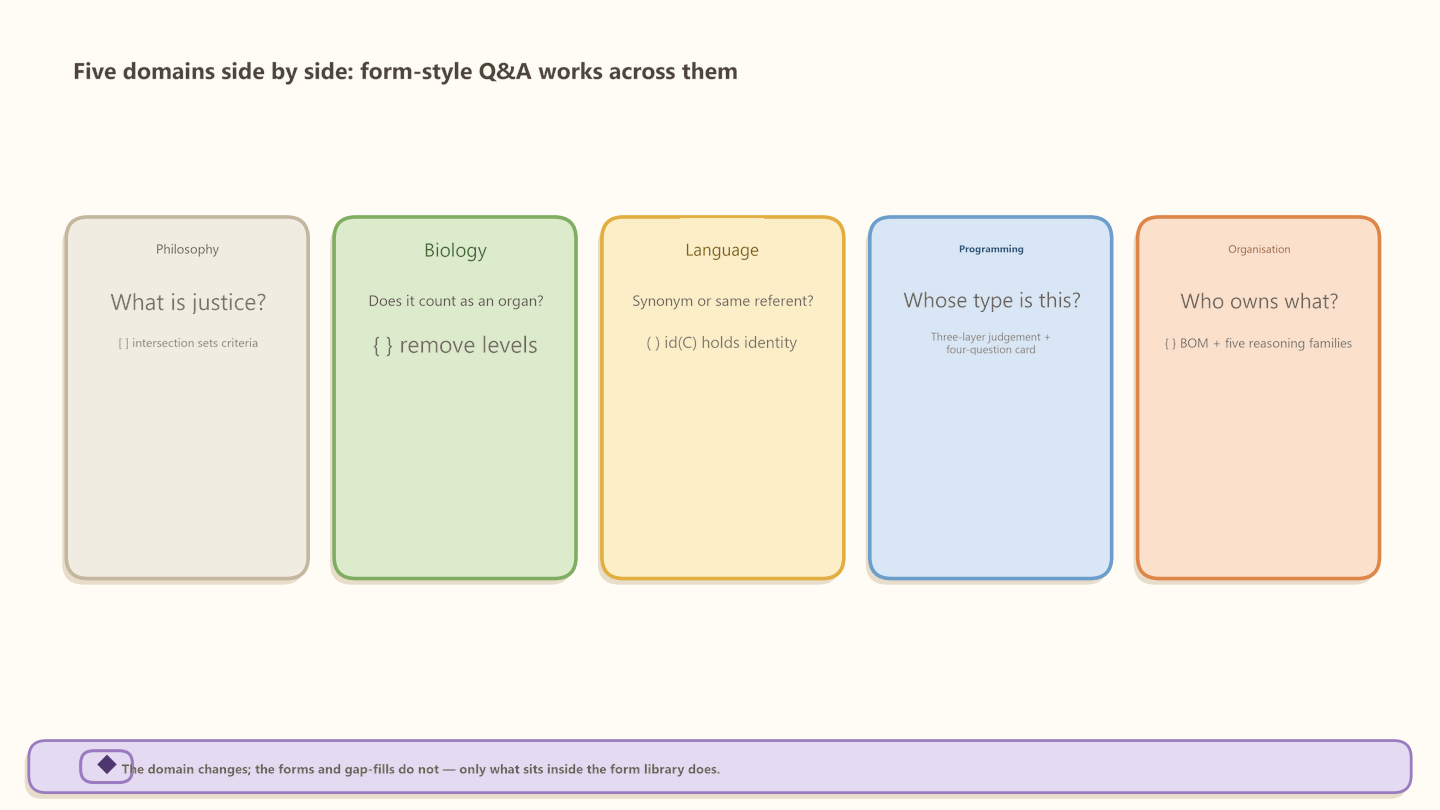 Five domains side by side: form-style Q&A works across them
Philosophy
What is justice?
[ ] intersection sets criteria
Biology
Does it count as an organ?
{ } remove levels
Language
Synonym or same referent?
( ) id(C) holds identity
Programming
Whose type is this?
Three-layer judgement +
four-question card
Organisation
Who owns what?
{ } BOM + five reasoning families
The domain changes; the forms and gap-fills do not — only what sits inside the form library does.